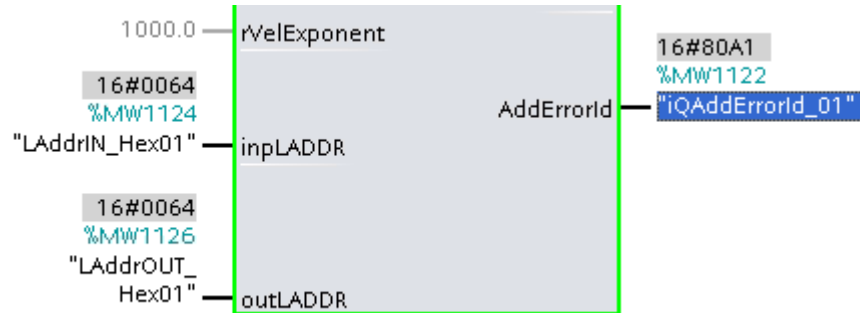 1000.0
rVelExponent
16#0064
%MW1124
"LAddrIN_Hex01"
inpLADDR
16#0064
%MW1126
"LAddrOUT_
Hex01"
outLADDR
16#80A1
%MW1122
AddErrorId
"iQAddErrorId_01"